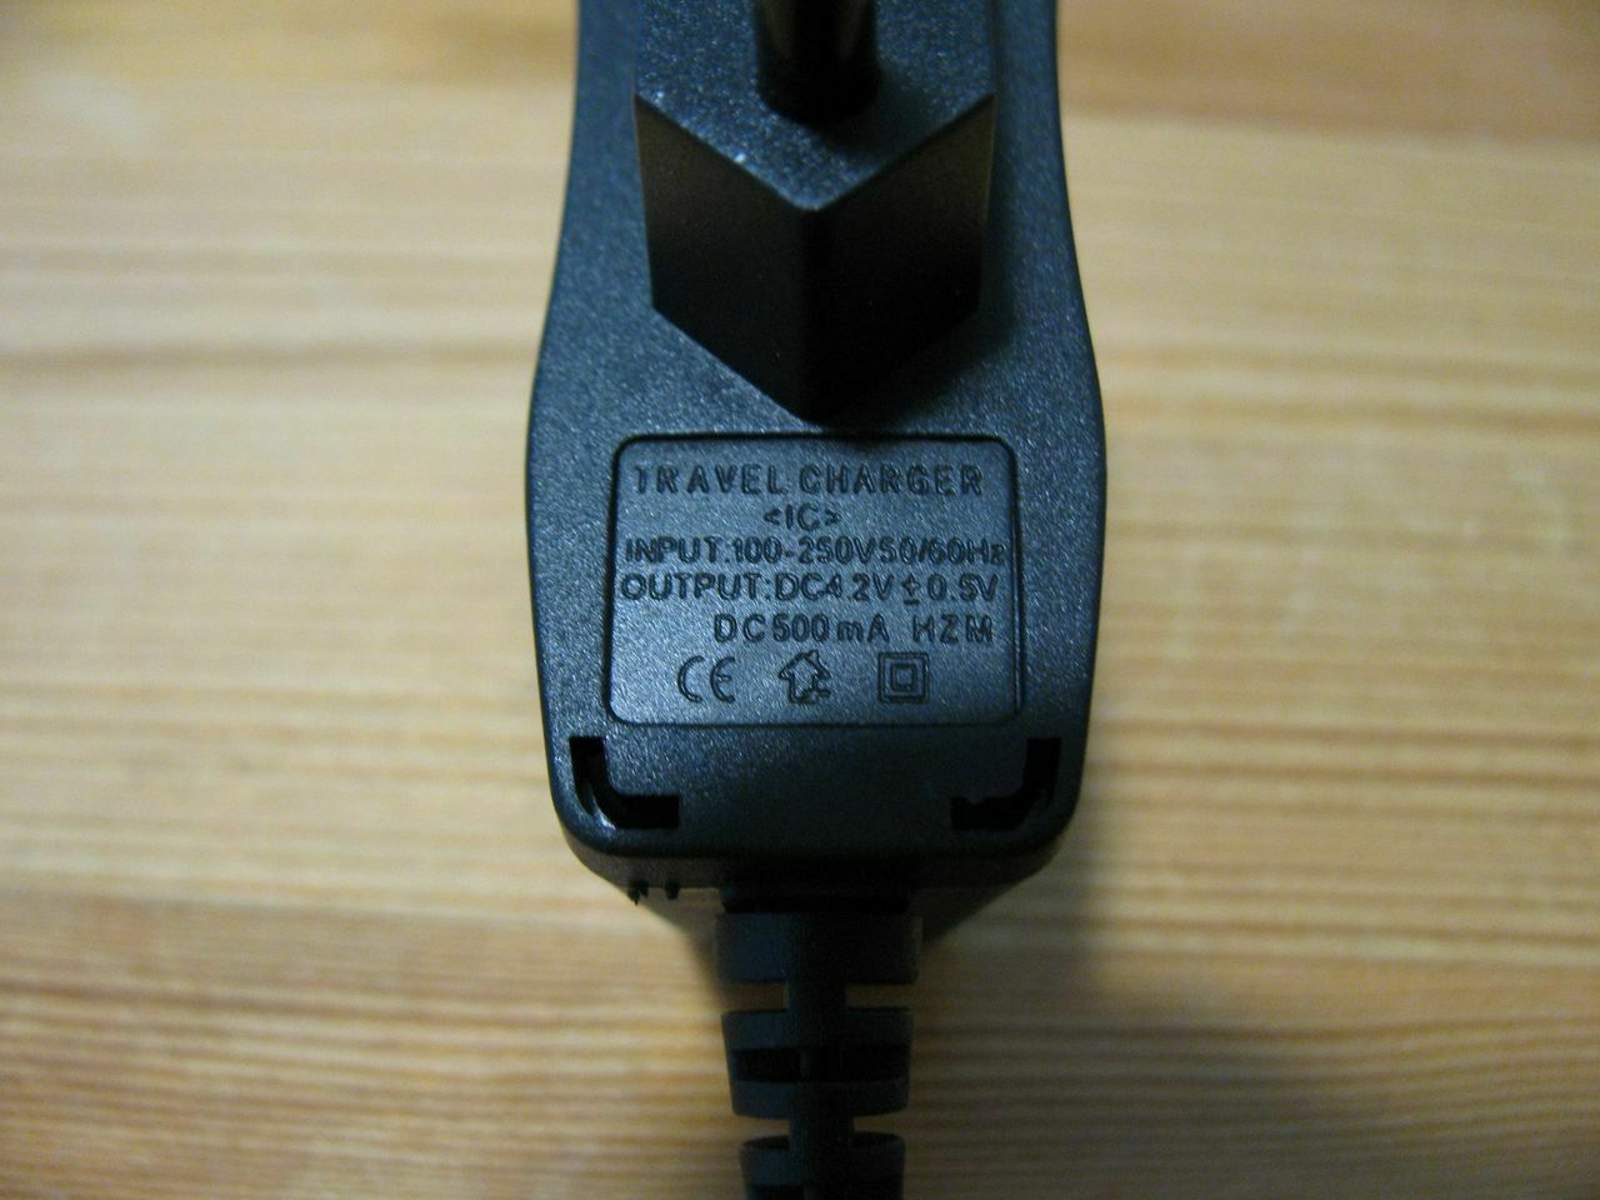 TRAVEL CHARGER
<IC>
INPUT:100-250V50/60Hz
OUTPUT:DC4.2V±0.5V
DC500mA HZM
CE